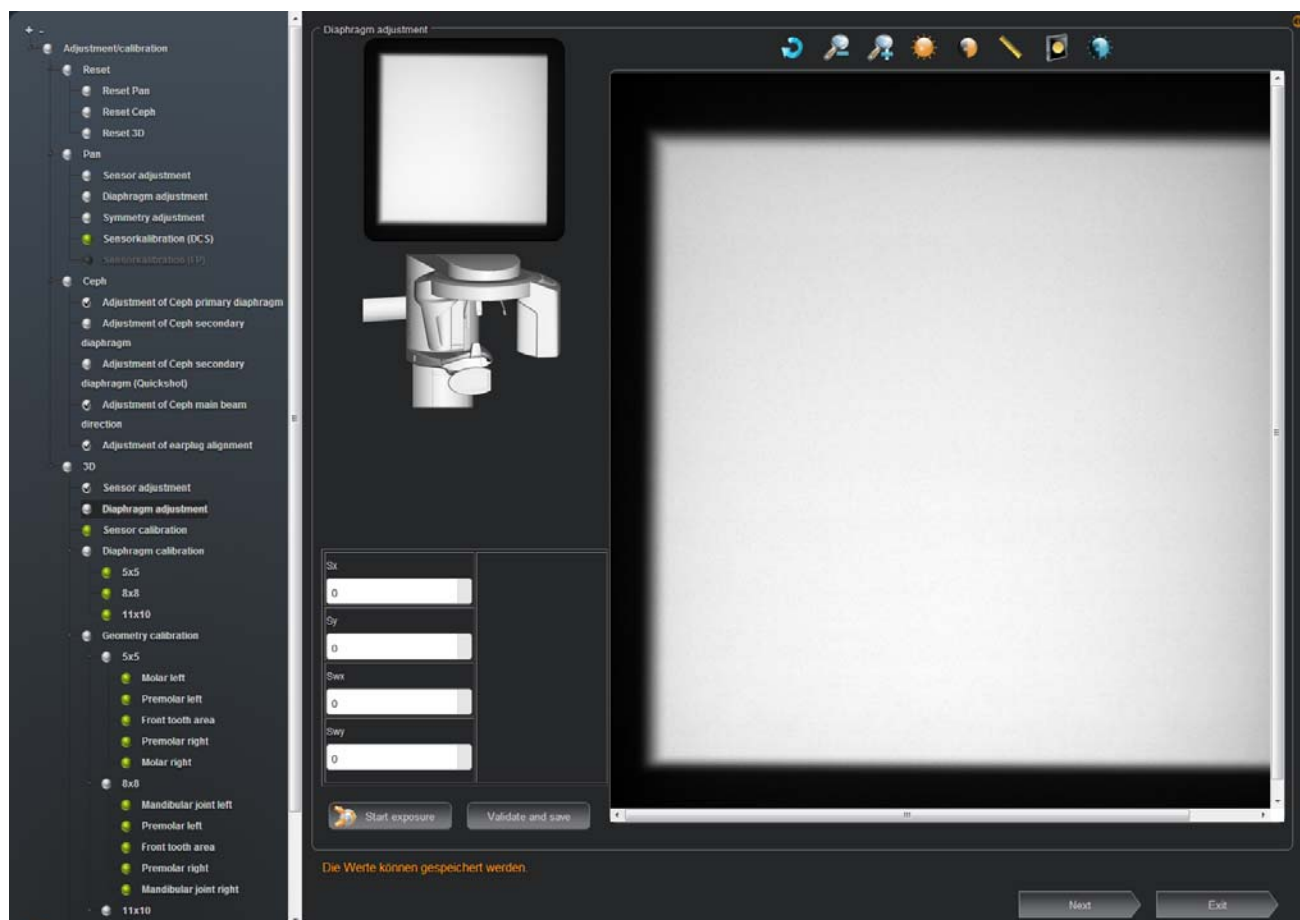 + -
Adjustment/calibration
Reset
Reset Pan
Reset Ceph
Reset 3D
Pan
Sensor adjustment
Diaphragm adjustment
Symmetry adjustment
Sensorkalibration (DCS)
Sensorkalibration (FP)
Ceph
Adjustment of Ceph primary diaphragm
Adjustment of Ceph secondary
diaphragm
Adjustment of Ceph secondary
diaphragm (Quickshot)
Adjustment of Ceph main beam
direction
Adjustment of earplug alignment
3D
Sensor adjustment
Diaphragm adjustment
Sensor calibration
Diaphragm calibration
5x5
8x8
11x10
Geometry calibration
5x5
Molar left
Premolar left
Front tooth area
Premolar right
Molar right
8x8
Mandibular joint left
Premolar left
Front tooth area
Premolar right
Mandibular joint right
11x10
Diaphragm adjustment
Sx
0
Sy
0
Swx
0
Swy
0
Start exposure
Validate and save
Die Werte können gespeichert werden.
Next
Exit